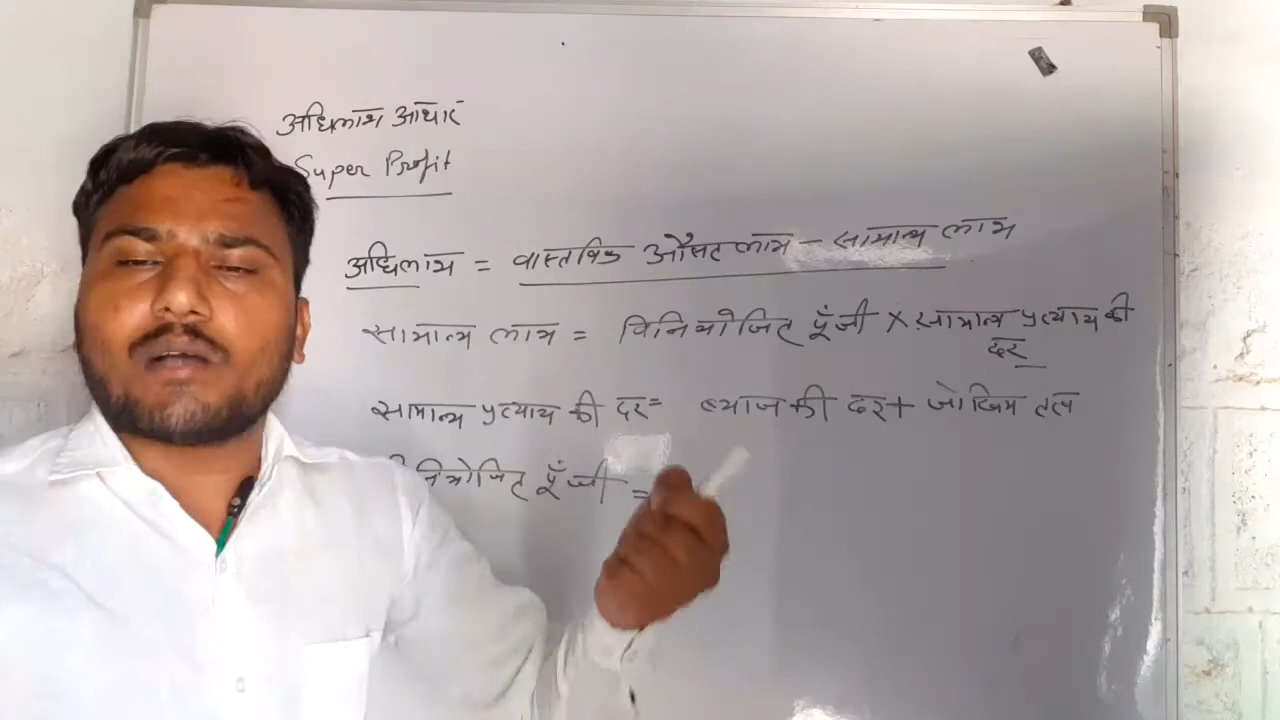 अधिलाभ आधार
Super Profit
अधिलाभ = वास्तविक औसत लाभ - सामान्य लाभ
सामान्य लाभ = विनियोजित पूँजी × सामान्य प्रत्याय की
दर
सामान्य प्रत्याय की दर = ब्याज की दर + जोखिम तत्व
विनियोजित पूँजी =